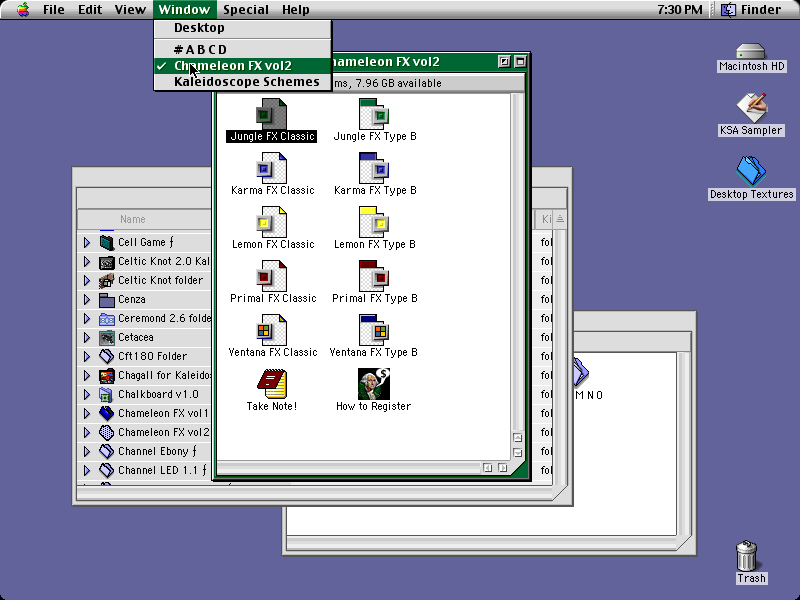 File Edit View Window Special Help 7:30 PM Finder
Desktop
# A B C D
✓ Chameleon FX vol2
Kaleidoscope Schemes
hameleon FX vol2
ms, 7.96 GB available
Jungle FX Classic Jungle FX Type B
Karma FX Classic Karma FX Type B
Lemon FX Classic Lemon FX Type B
Primal FX Classic Primal FX Type B
Ventana FX Classic Ventana FX Type B
Take Note! How to Register
Name Ki
Cell Game ƒ fol
Celtic Knot 2.0 Kal fol
Celtic Knot folder fol
Cenza fol
Ceremond 2.6 folde fol
Cetacea fol
Cft180 Folder fol
Chagall for Kaleido fol
Chalkboard v1.0 fol
Chameleon FX vol1 fol
Chameleon FX vol2 fol
Channel Ebony ƒ fol
Channel LED 1.1 ƒ fol
M N O
Macintosh HD
KSA Sampler
Desktop Textures
Trash